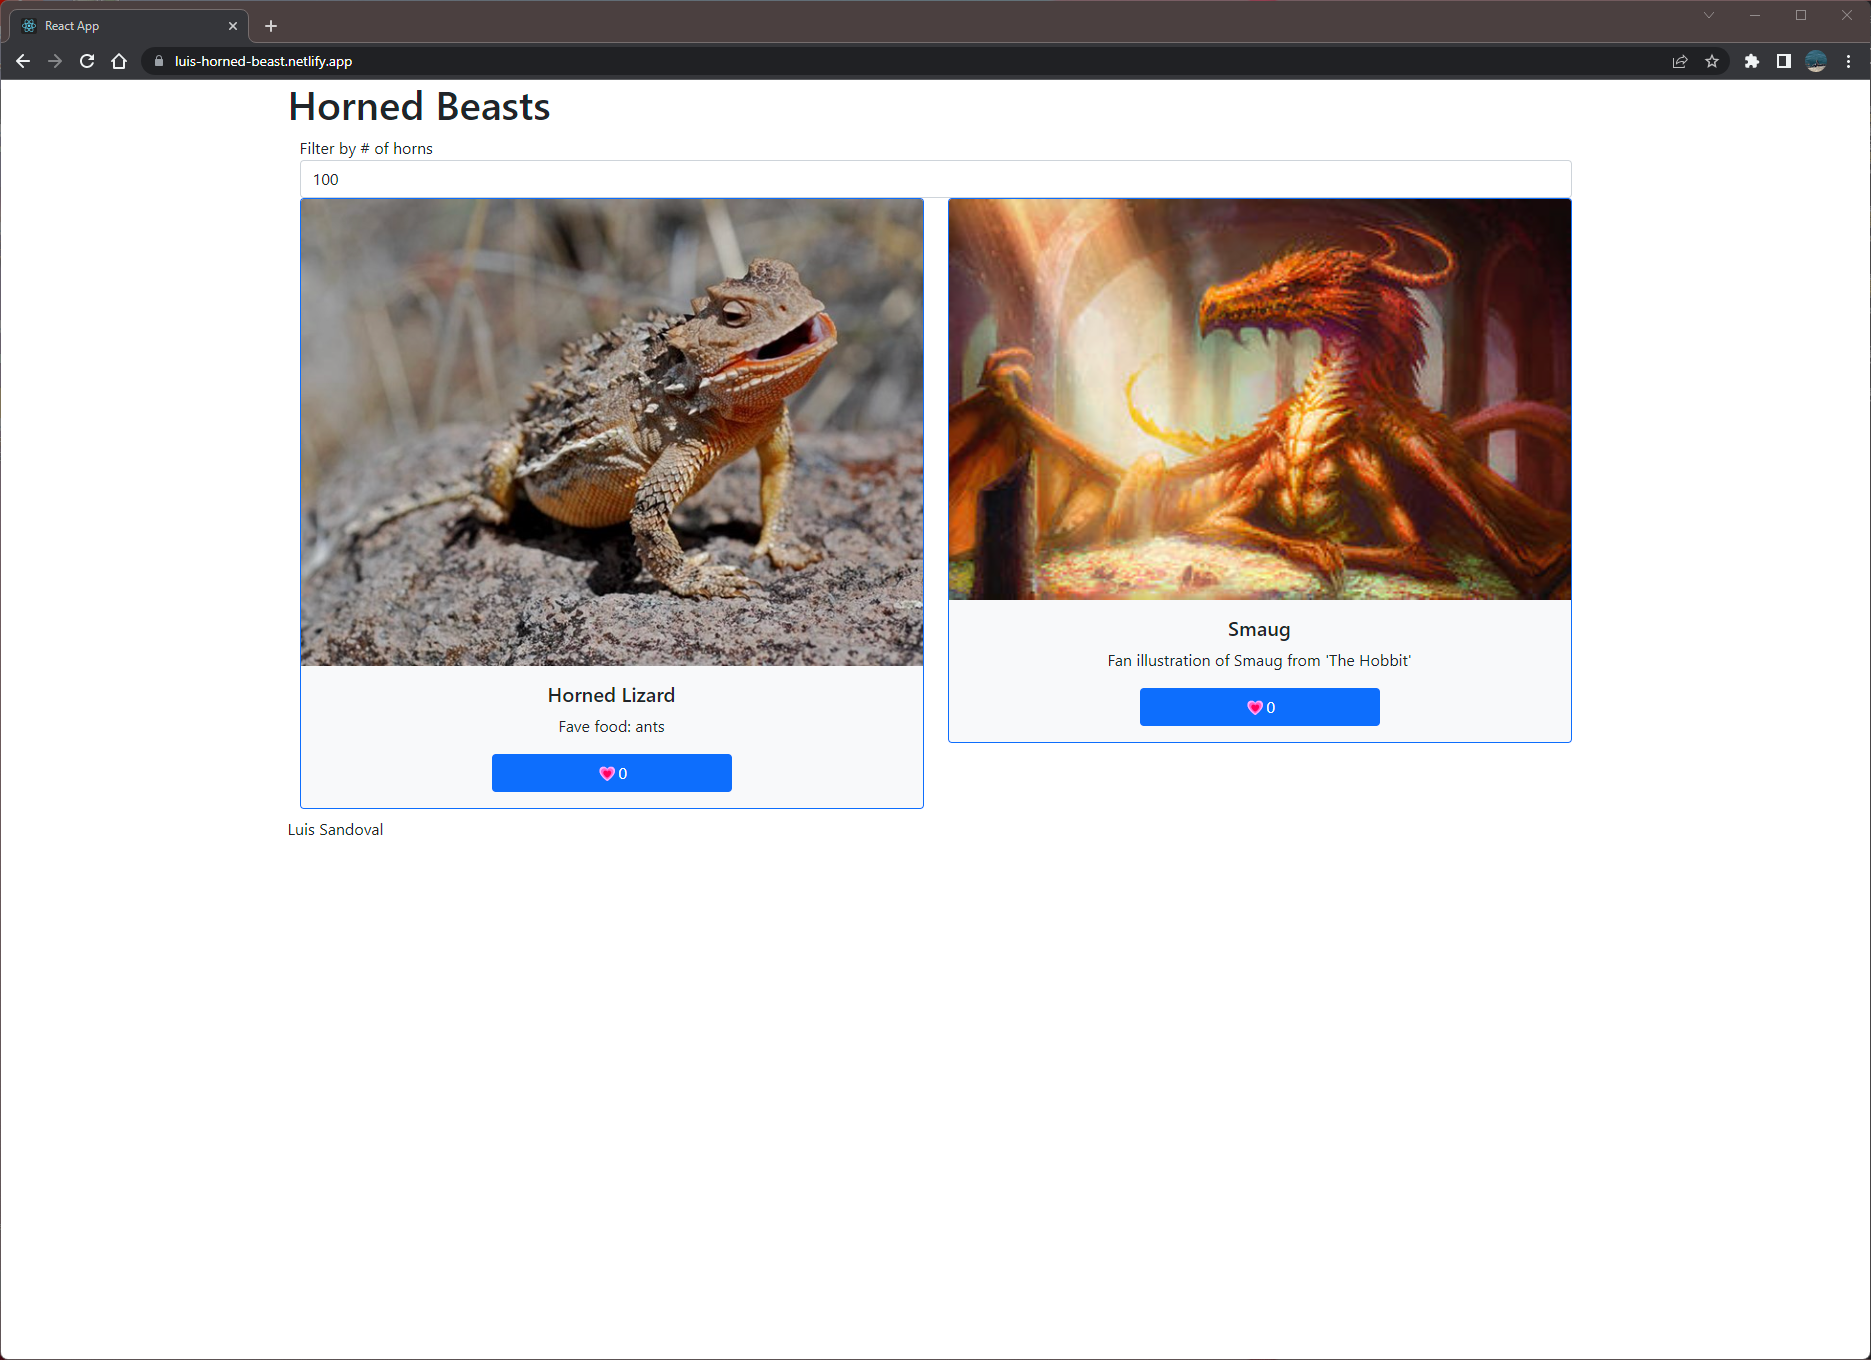 React App
luis-horned-beast.netlify.app
Horned Beasts
Filter by # of horns
100
Horned Lizard
Fave food: ants
💗 0
Smaug
Fan illustration of Smaug from 'The Hobbit'
💗 0
Luis Sandoval